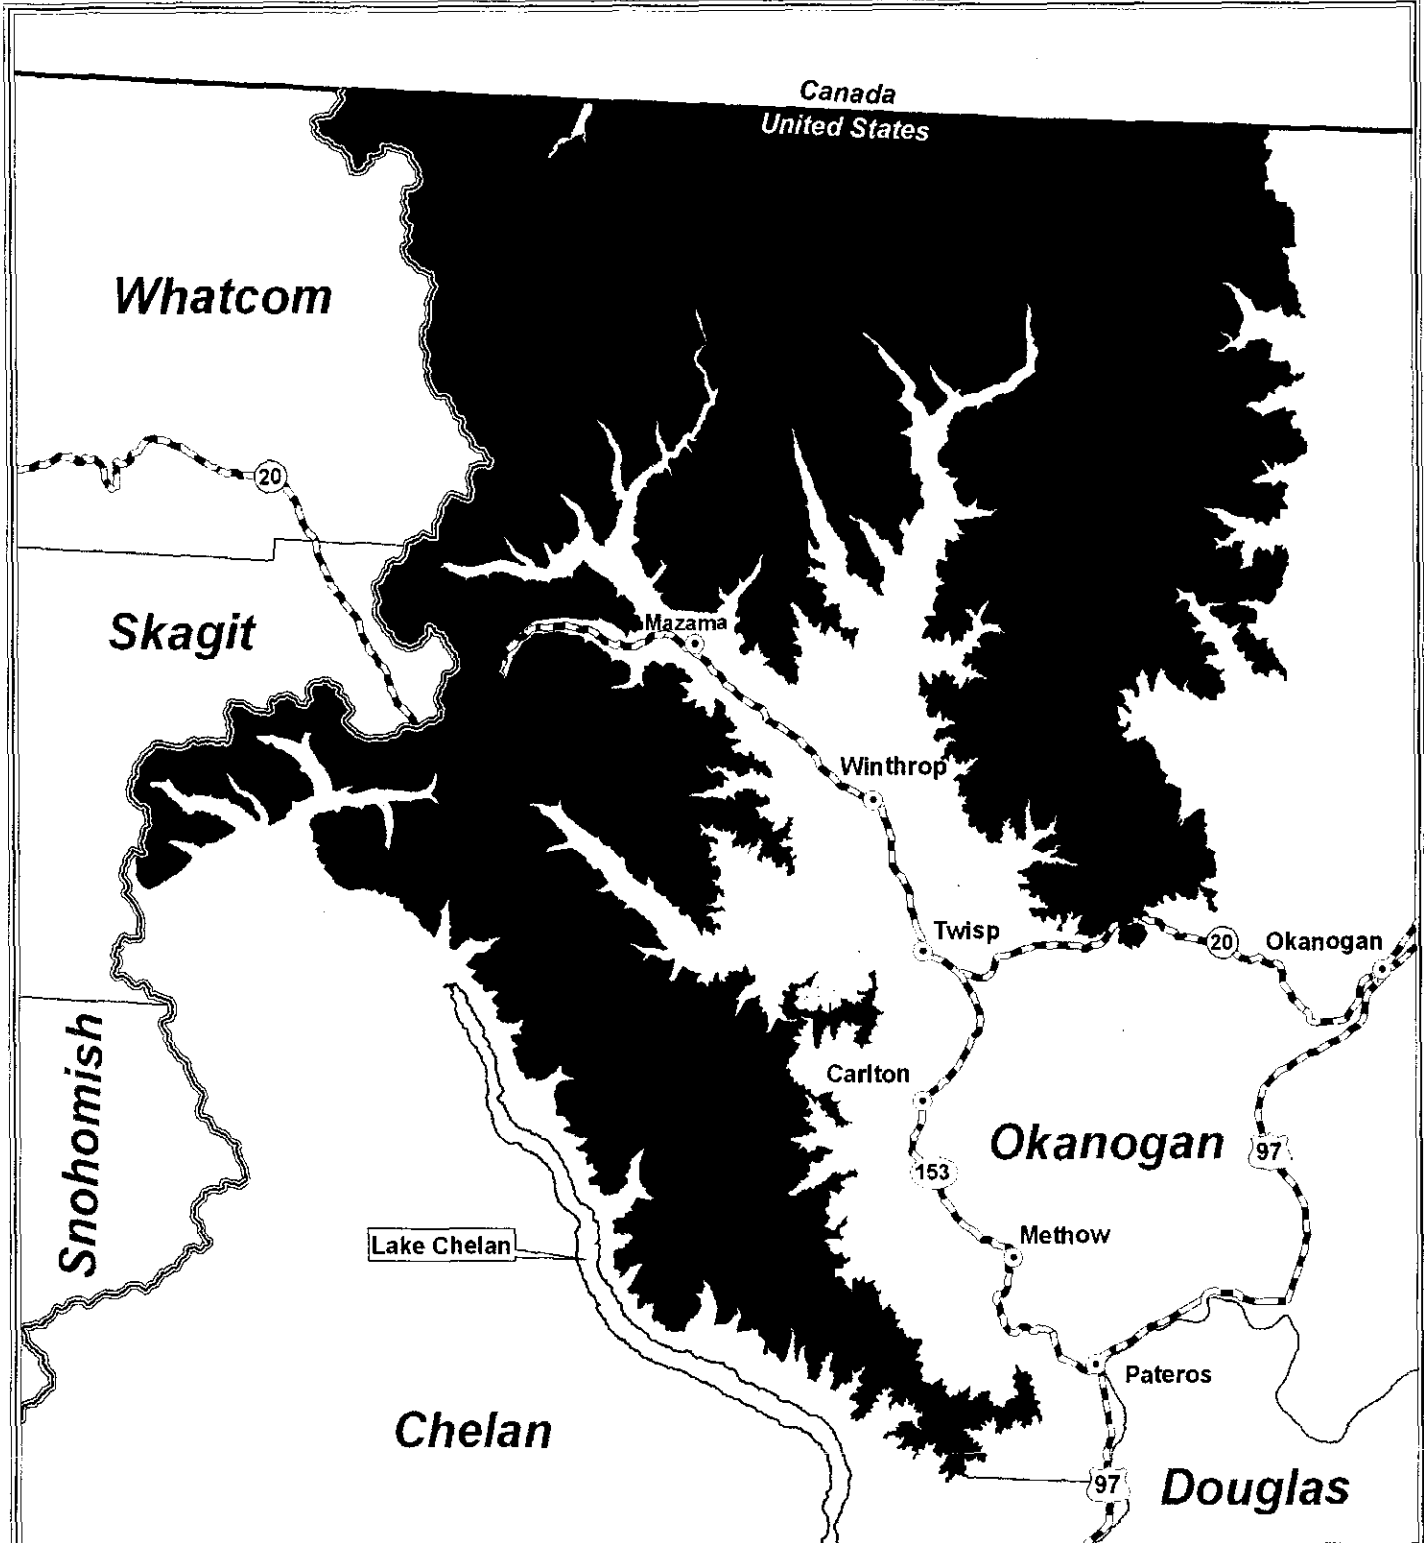 Canada
United States
Whatcom
20
Skagit
Mazama
Winthrop
Twisp
20
Okanogan
Snohomish
Carlton
Okanogan
97
153
Methow
Lake Chelan
Pateros
Chelan
97
Douglas